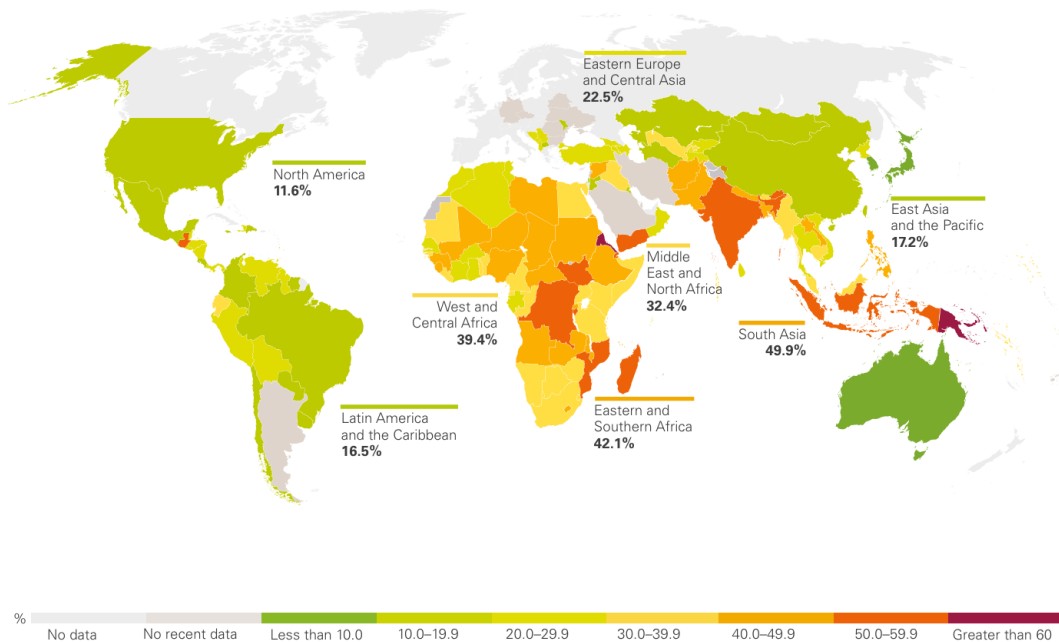 Eastern Europe
and Central Asia
22.5%
North America
11.6%
East Asia
and the Pacific
17.2%
Middle
East and
North Africa
32.4%
West and
Central Africa
39.4%
South Asia
49.9%
Eastern and
Southern Africa
42.1%
Latin America
and the Caribbean
16.5%
%
No data
No recent data
Less than 10.0
10.0–19.9
20.0–29.9
30.0–39.9
40.0–49.9
50.0–59.9
Greater than 60